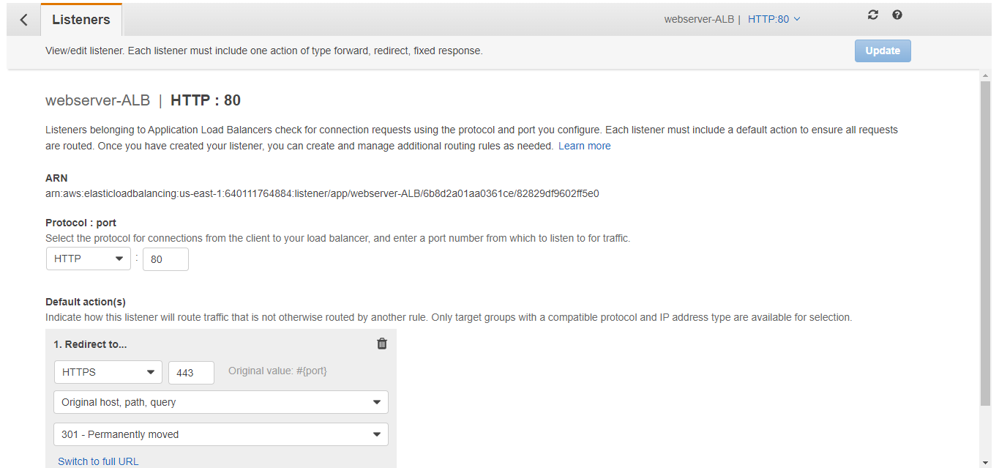 Listeners
webserver-ALB | HTTP:80
View/edit listener. Each listener must include one action of type forward, redirect, fixed response.
Update
webserver-ALB | HTTP : 80
Listeners belonging to Application Load Balancers check for connection requests using the protocol and port you configure. Each listener must include a default action to ensure all requests
are routed. Once you have created your listener, you can create and manage additional routing rules as needed. Learn more
ARN
arn:aws:elasticloadbalancing:us-east-1:640111764884:listener/app/webserver-ALB/6b8d2a01aa0361ce/82829df9602ff5e0
Protocol : port
Select the protocol for connections from the client to your load balancer, and enter a port number from which to listen to for traffic.
HTTP : 80
Default action(s)
Indicate how this listener will route traffic that is not otherwise routed by another rule. Only target groups with a compatible protocol and IP address type are available for selection.
1. Redirect to...
HTTPS 443 Original value: #{port}
Original host, path, query
301 - Permanently moved
Switch to full URL